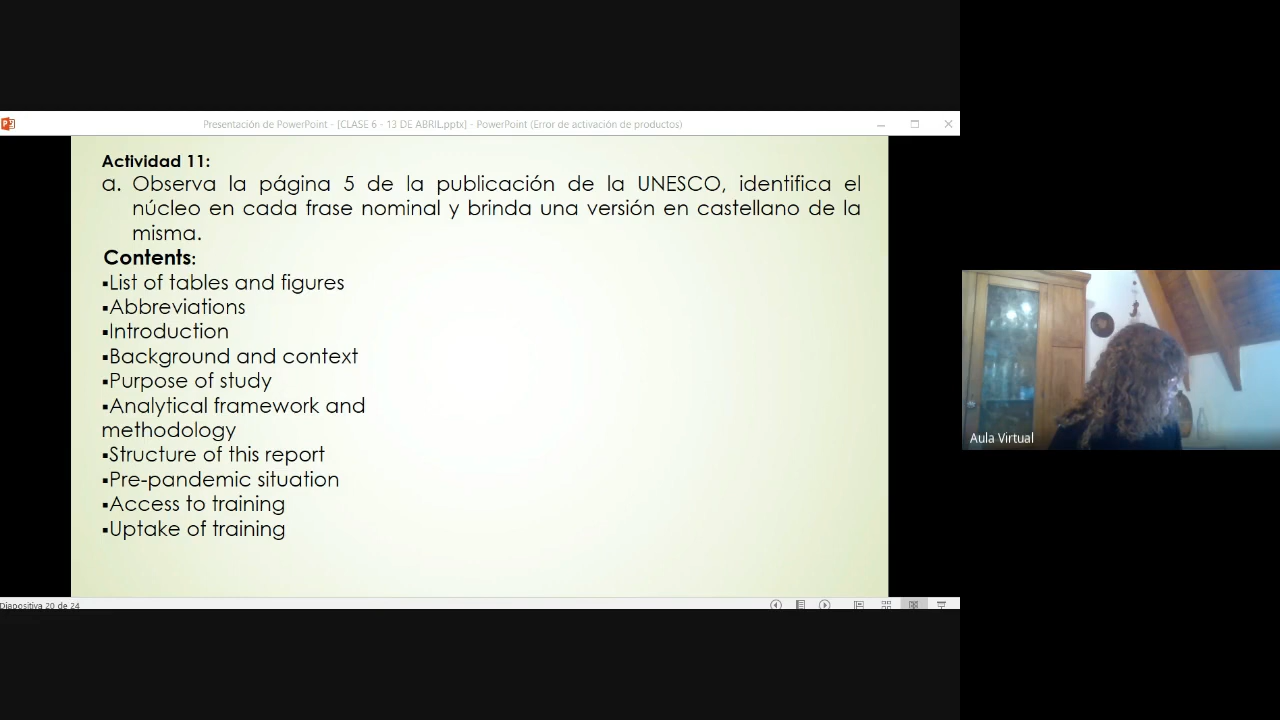 Presentación de PowerPoint - [CLASE 6 - 13 DE ABRIL.pptx] - PowerPoint (Error de activación de productos)
Actividad 11:
a. Observa la página 5 de la publicación de la UNESCO, identifica el
núcleo en cada frase nominal y brinda una versión en castellano de la
misma.
Contents:
▪List of tables and figures
▪Abbreviations
▪Introduction
▪Background and context
▪Purpose of study
▪Analytical framework and
methodology
▪Structure of this report
▪Pre-pandemic situation
▪Access to training
▪Uptake of training
Diapositiva 20 de 24
Aula Virtual